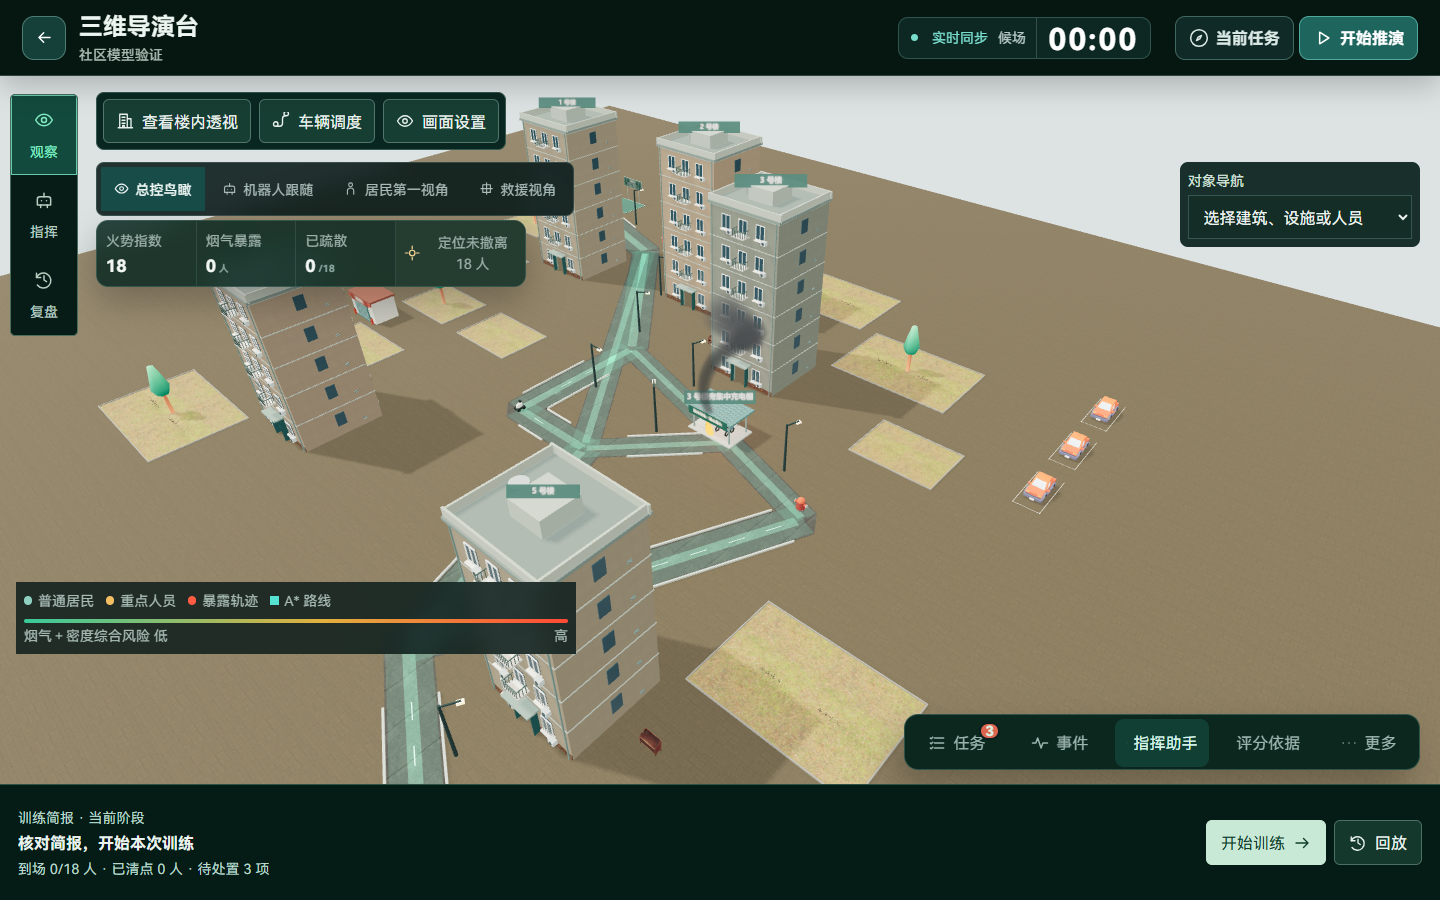 三维导演台
社区模型验证
实时同步 候场 00:00
当前任务
开始推演
观察
指挥
复盘
查看楼内透视
车辆调度
画面设置
总控鸟瞰
机器人跟随
居民第一视角
救援视角
火势指数
18
烟气暴露
0 人
已疏散
0 /18
定位未撤离
18 人
对象导航
选择建筑、设施或人员
1 号楼
2 号楼
3 号楼
5 号楼
普通居民
重点人员
暴露轨迹
A* 路线
烟气 + 密度综合风险 低
高
任务 3
事件
指挥助手
评分依据
更多
训练简报 · 当前阶段
核对简报，开始本次训练
到场 0/18 人 · 已清点 0 人 · 待处置 3 项
开始训练
回放